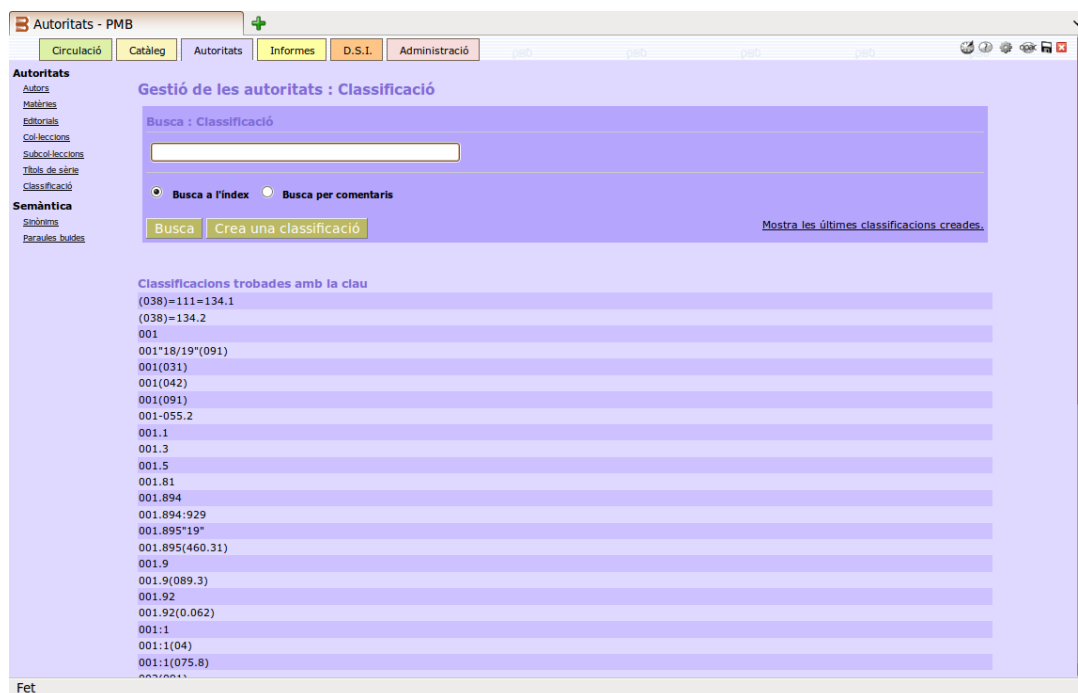 Autoritats - PMB
Circulació Catàleg Autoritats Informes D.S.I. Administració
Autoritats
Autors
Matèries
Editorials
Col·leccions
Subcol·leccions
Títols de sèrie
Classificació
Semàntica
Sinònims
Paraules buides
Gestió de les autoritats : Classificació
Busca : Classificació
Busca a l'índex Busca per comentaris
Busca Crea una classificació Mostra les últimes classificacions creades.
Classificacions trobades amb la clau
(038)=111=134.1
(038)=134.2
001
001"18/19"(091)
001(031)
001(042)
001(091)
001-055.2
001.1
001.3
001.5
001.81
001.894
001.894:929
001.895"19"
001.895(460.31)
001.9
001.9(089.3)
001.92
001.92(0.062)
001:1
001:1(04)
001:1(075.8)
Fet